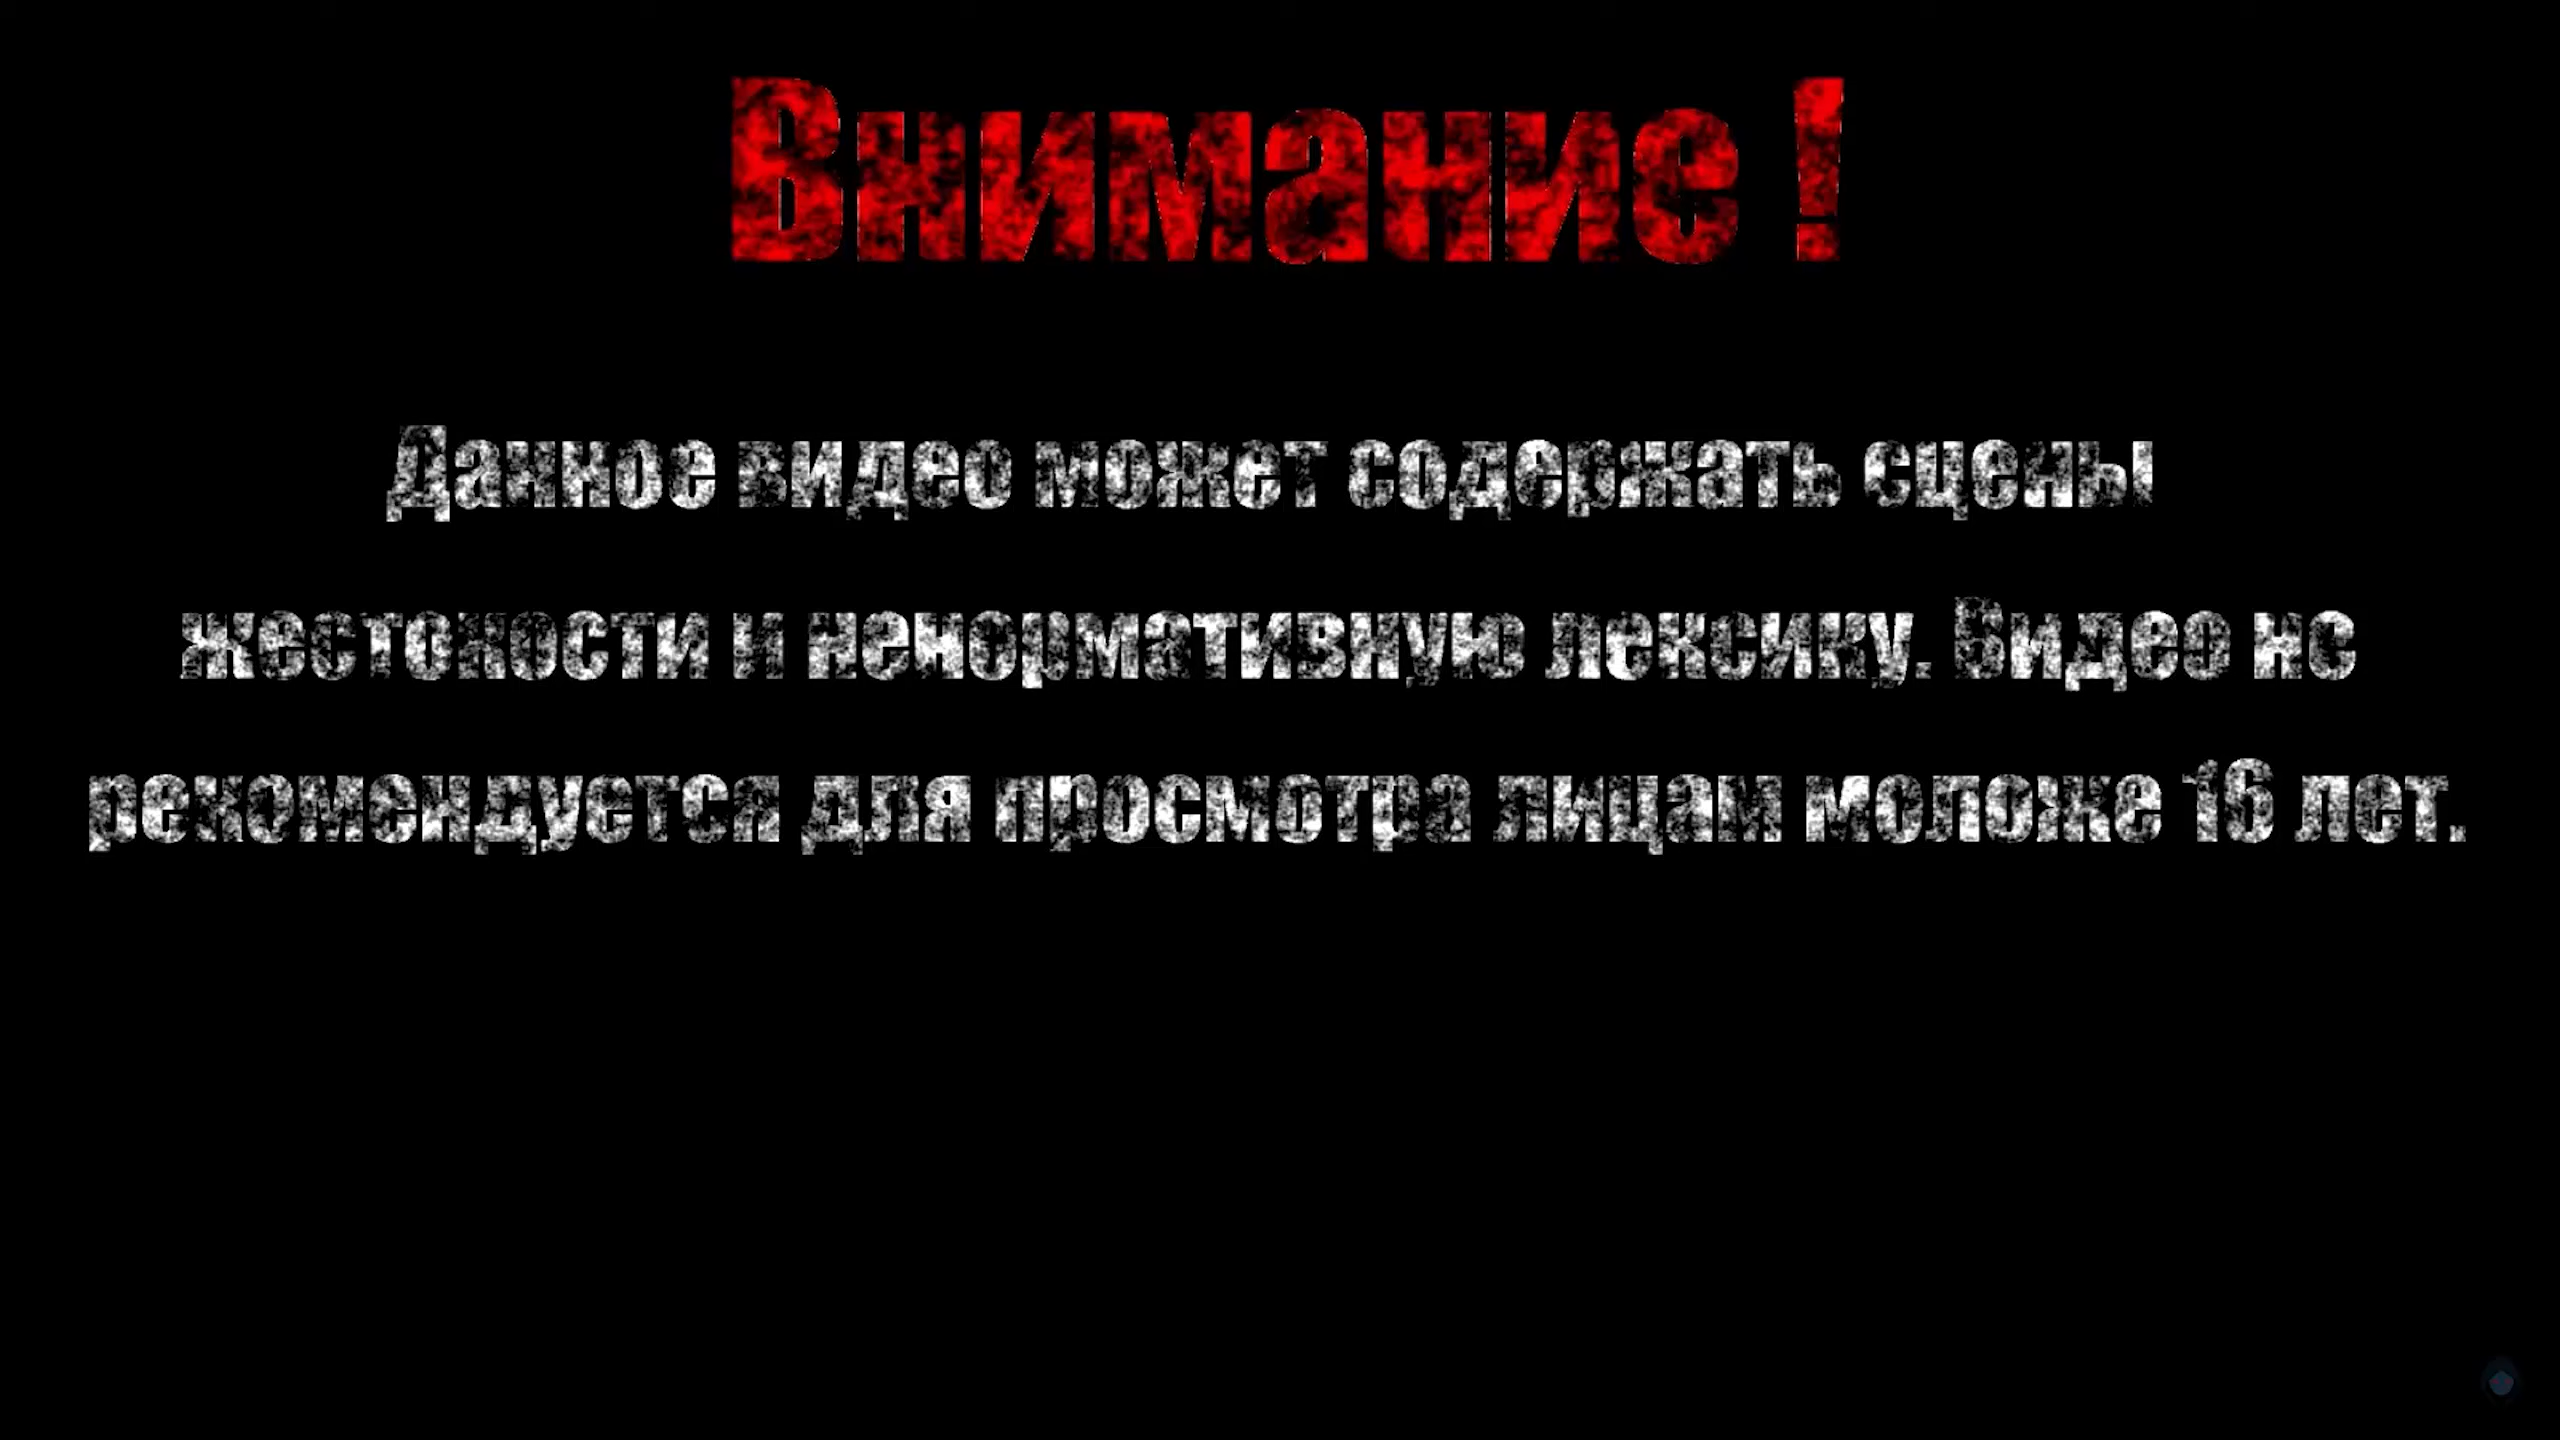 Внимание !
Данное видео может содержать сцены
жестокости и ненормативную лексику. Видео не
рекомендуется для просмотра лицам моложе 16 лет.